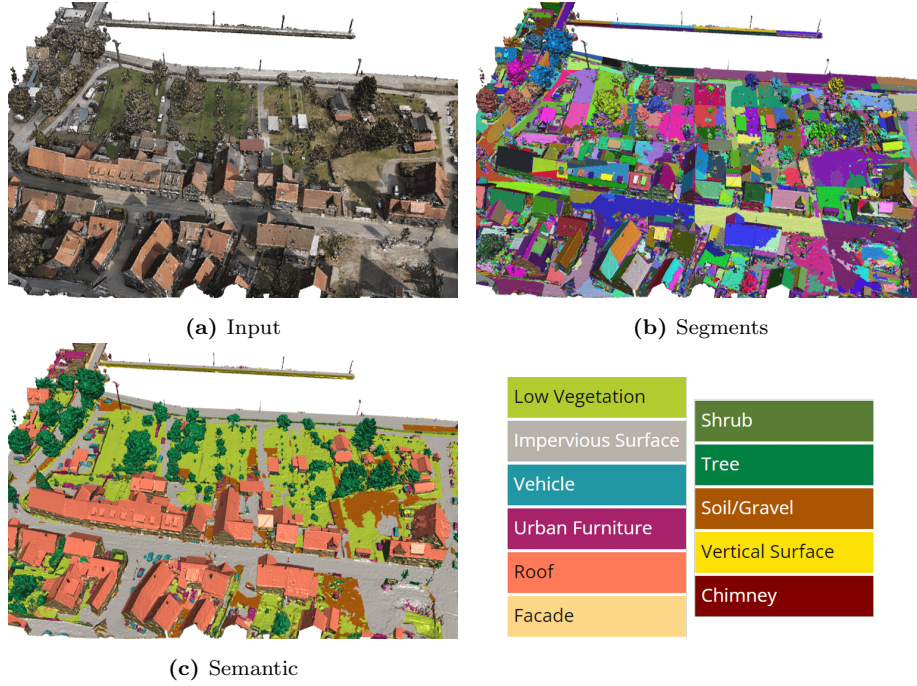 (a) Input
(b) Segments
Low Vegetation
Impervious Surface
Vehicle
Urban Furniture
Roof
Facade
Shrub
Tree
Soil/Gravel
Vertical Surface
Chimney
(c) Semantic